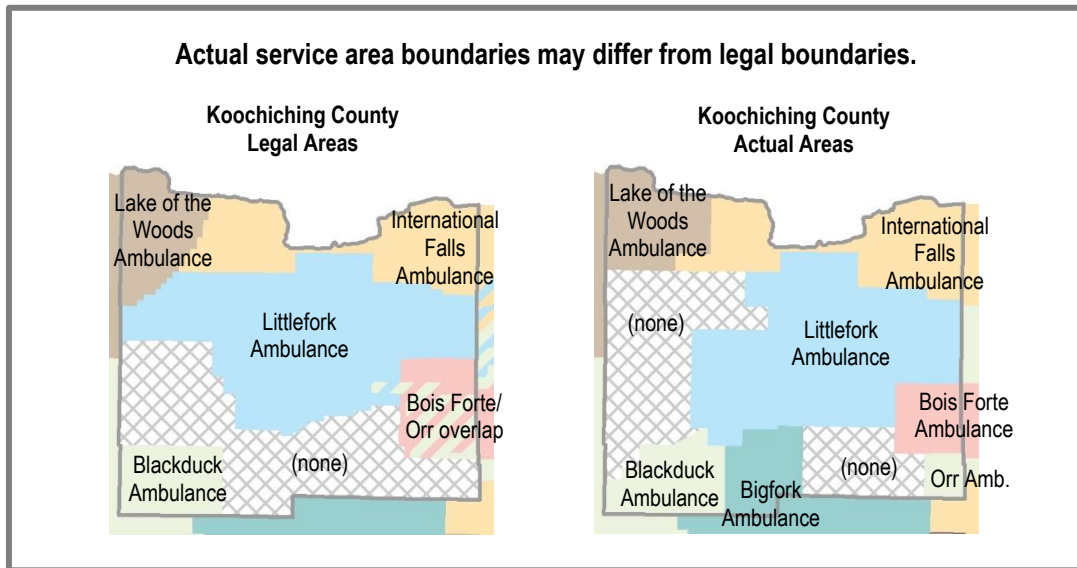 Actual service area boundaries may differ from legal boundaries.
Koochiching County
Legal Areas
Lake of the
Woods
Ambulance
International
Falls
Ambulance
Littlefork
Ambulance
Bois Forte/
Orr overlap
(none)
Blackduck
Ambulance
Koochiching County
Actual Areas
Lake of the
Woods
Ambulance
International
Falls
Ambulance
(none)
Littlefork
Ambulance
Bois Forte
Ambulance
Blackduck
Ambulance
(none)
Orr Amb.
Bigfork
Ambulance